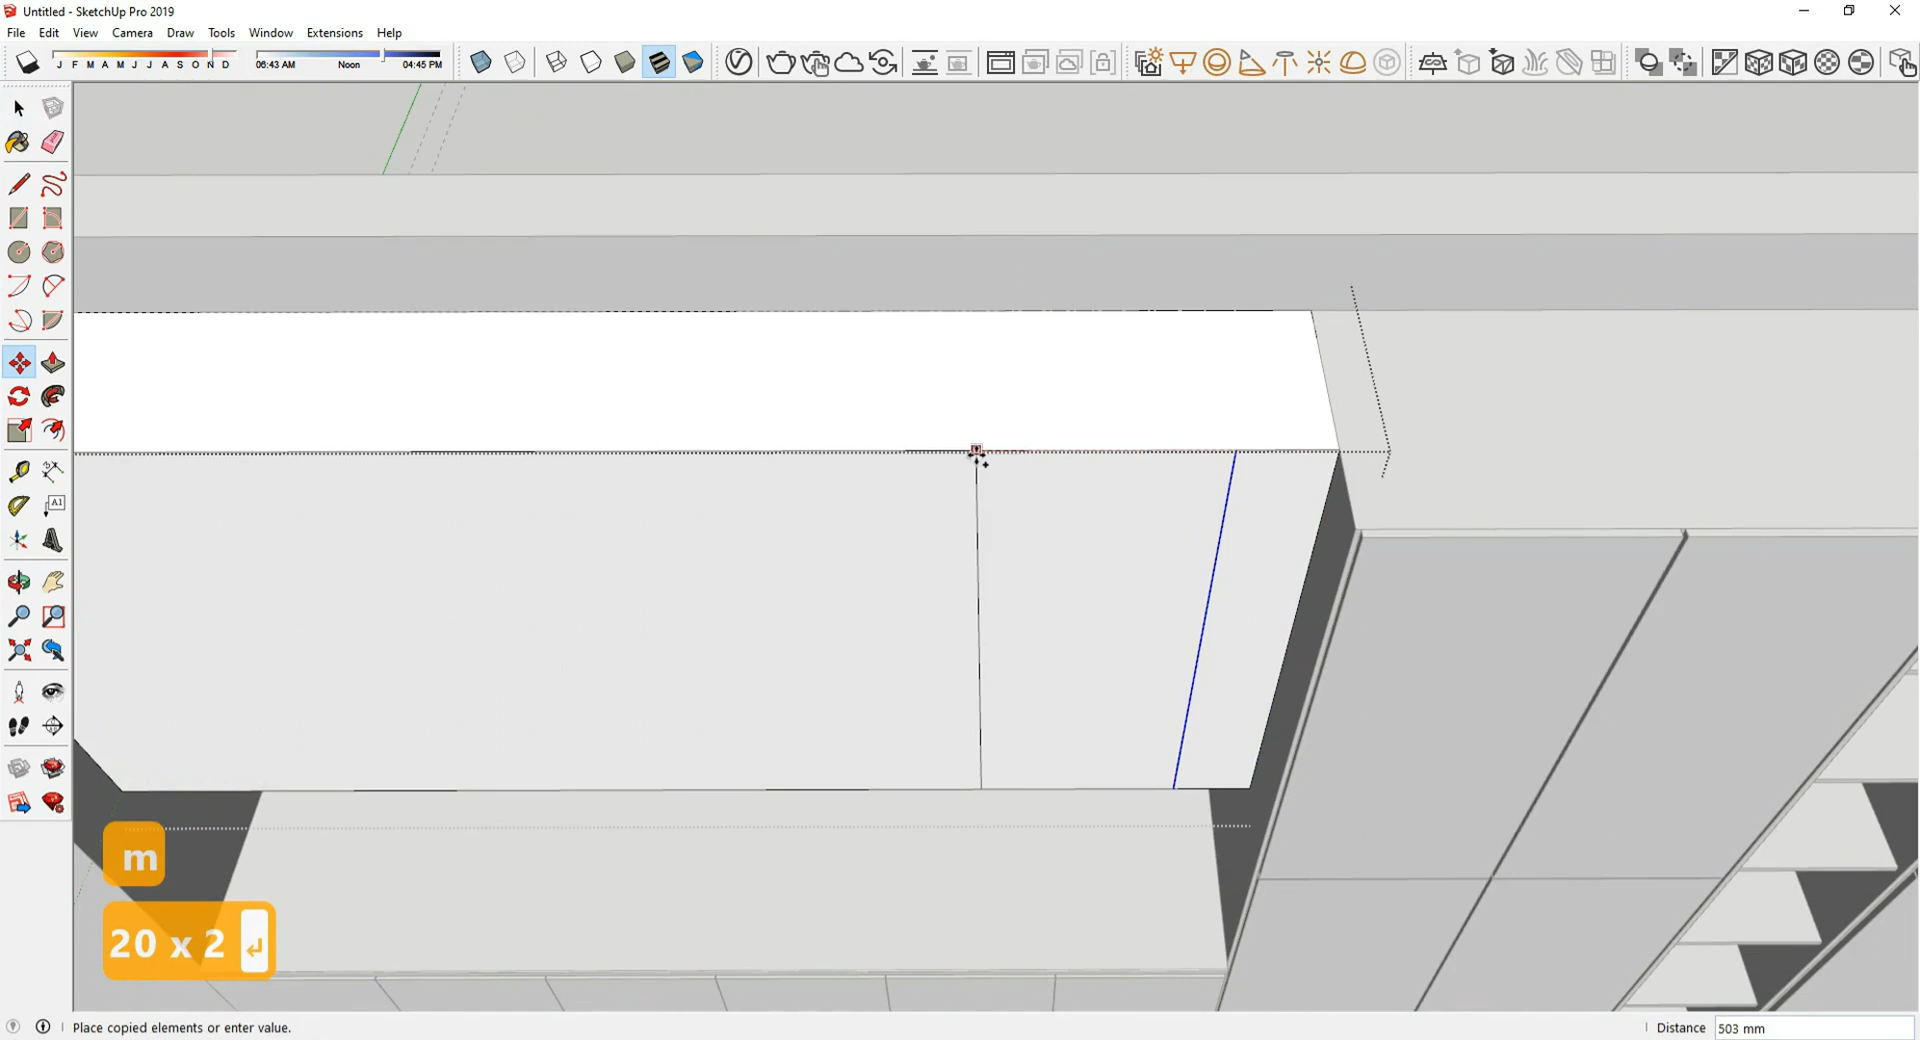 Untitled - SketchUp Pro 2019
File Edit View Camera Draw Tools Window Extensions Help
J F M A M J J A S O N D
06:43 AM Noon 04:45 PM
A1
m
20 x 2
Place copied elements or enter value.
Distance 503 mm